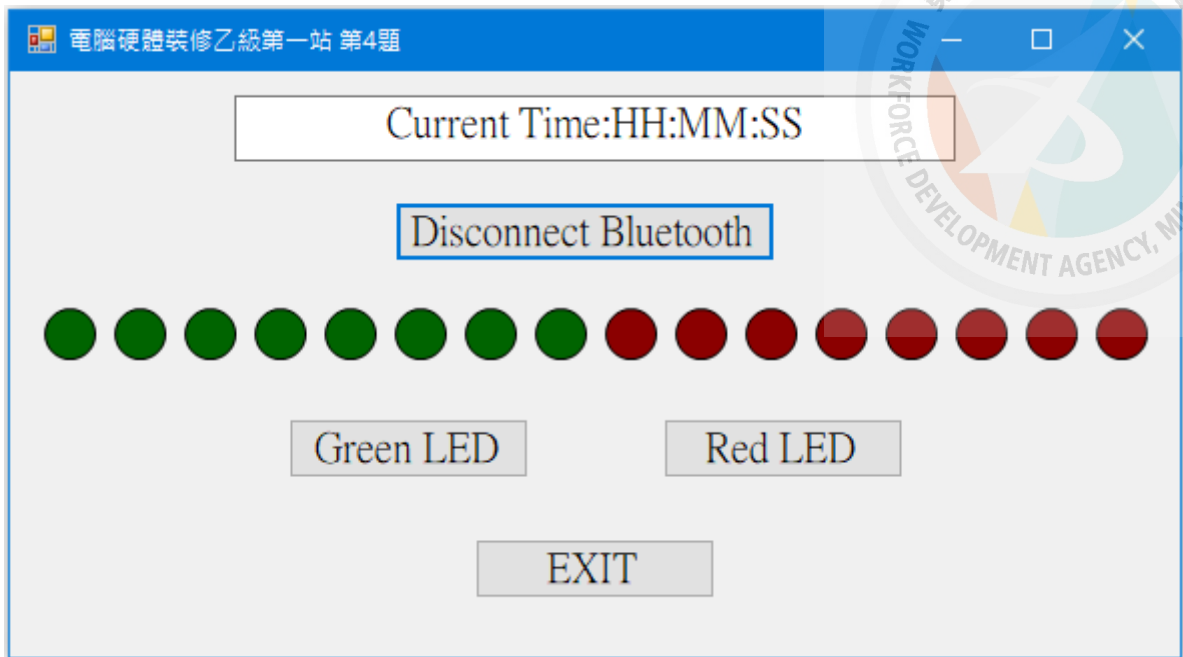 電腦硬體裝修乙級第一站 第4題
Current Time:HH:MM:SS
Disconnect Bluetooth
Green LED
Red LED
EXIT
WORKFORCE DEVELOPMENT AGENCY,